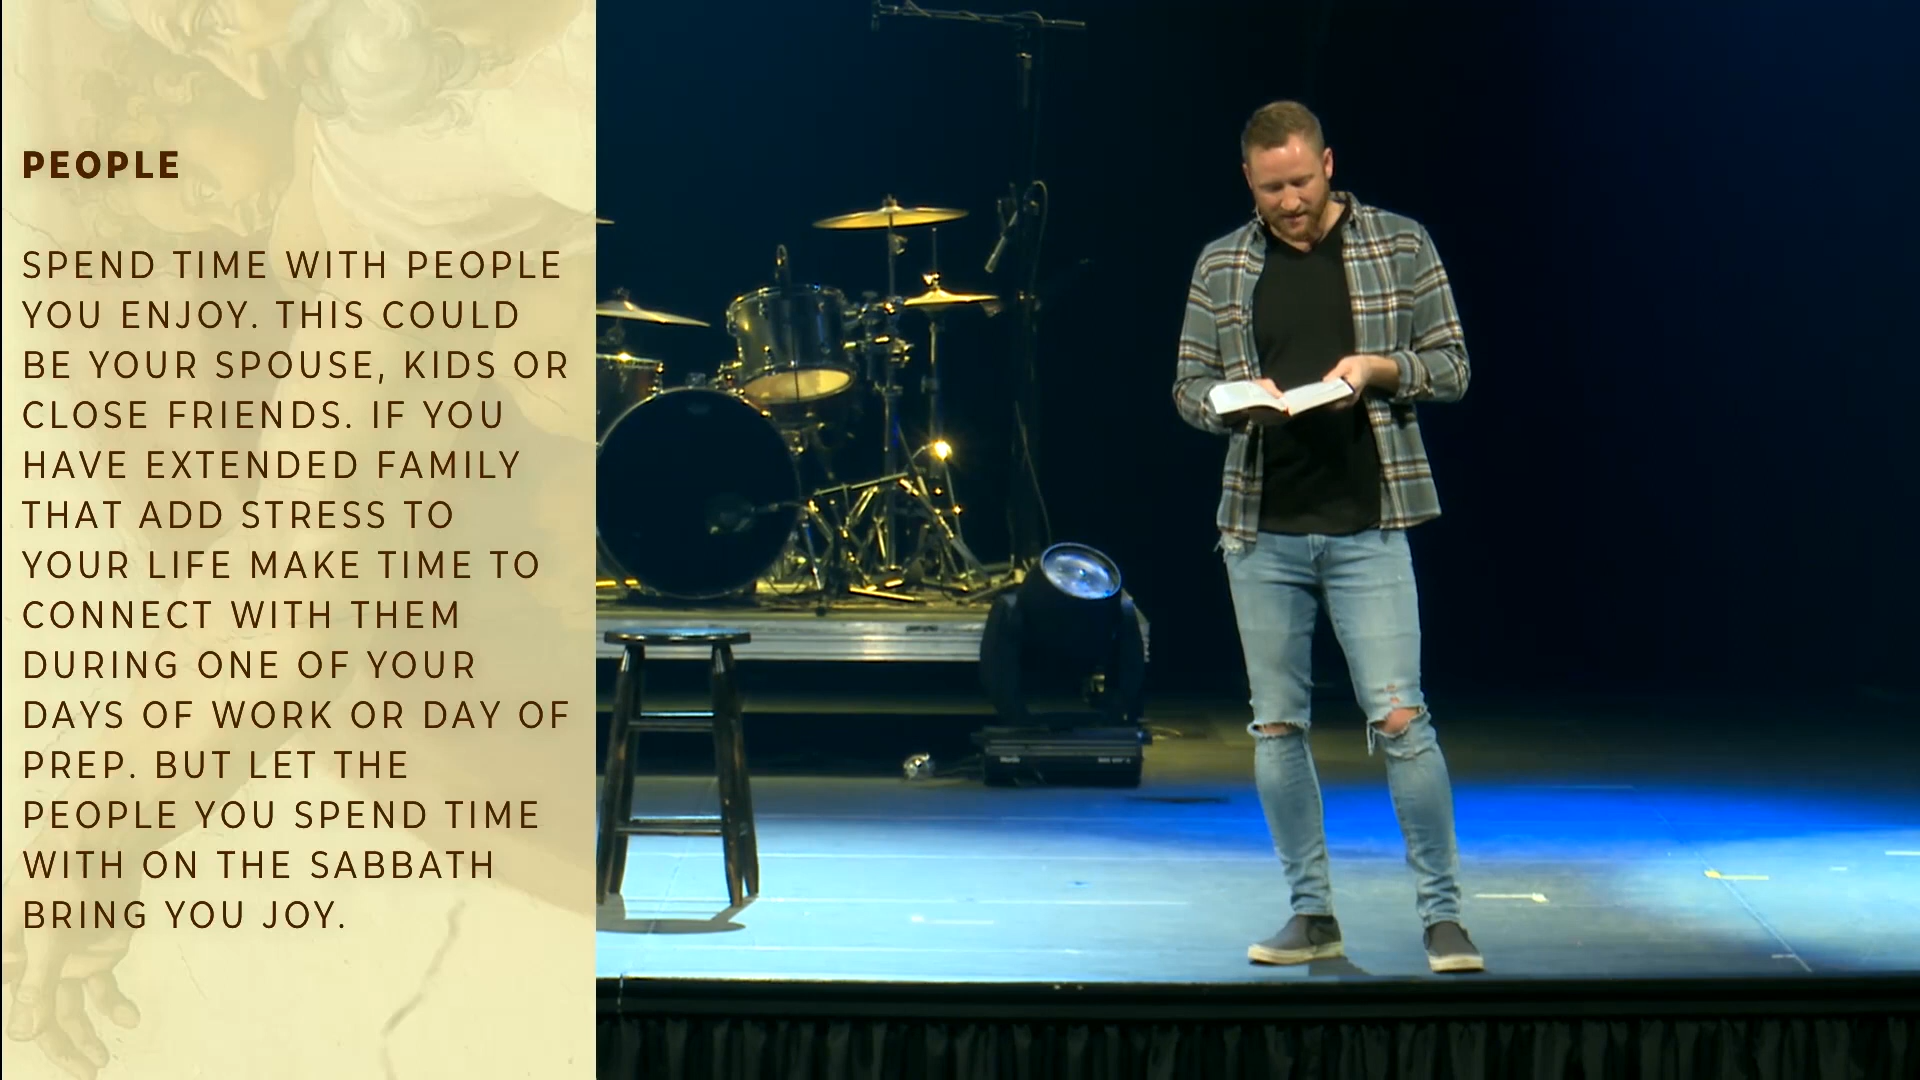 PEOPLE
SPEND TIME WITH PEOPLE
YOU ENJOY. THIS COULD
BE YOUR SPOUSE, KIDS OR
CLOSE FRIENDS. IF YOU
HAVE EXTENDED FAMILY
THAT ADD STRESS TO
YOUR LIFE MAKE TIME TO
CONNECT WITH THEM
DURING ONE OF YOUR
DAYS OF WORK OR DAY OF
PREP. BUT LET THE
PEOPLE YOU SPEND TIME
WITH ON THE SABBATH
BRING YOU JOY.